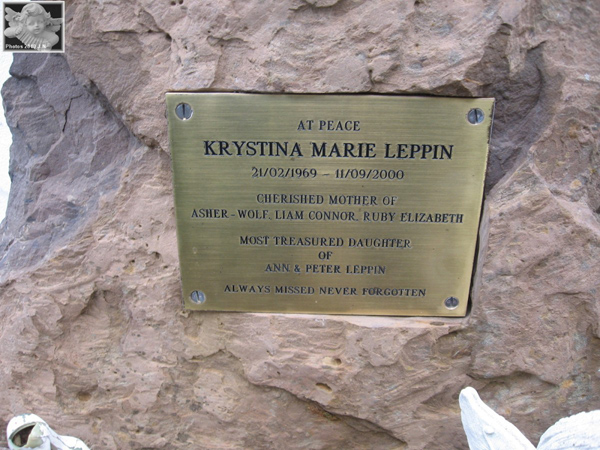 AT PEACE
KRYSTINA MARIE LEPPIN
21/02/1969 – 11/09/2000
CHERISHED MOTHER OF
ASHER-WOLF, LIAM CONNOR, RUBY ELIZABETH
MOST TREASURED DAUGHTER
OF
ANN & PETER LEPPIN
ALWAYS MISSED NEVER FORGOTTEN